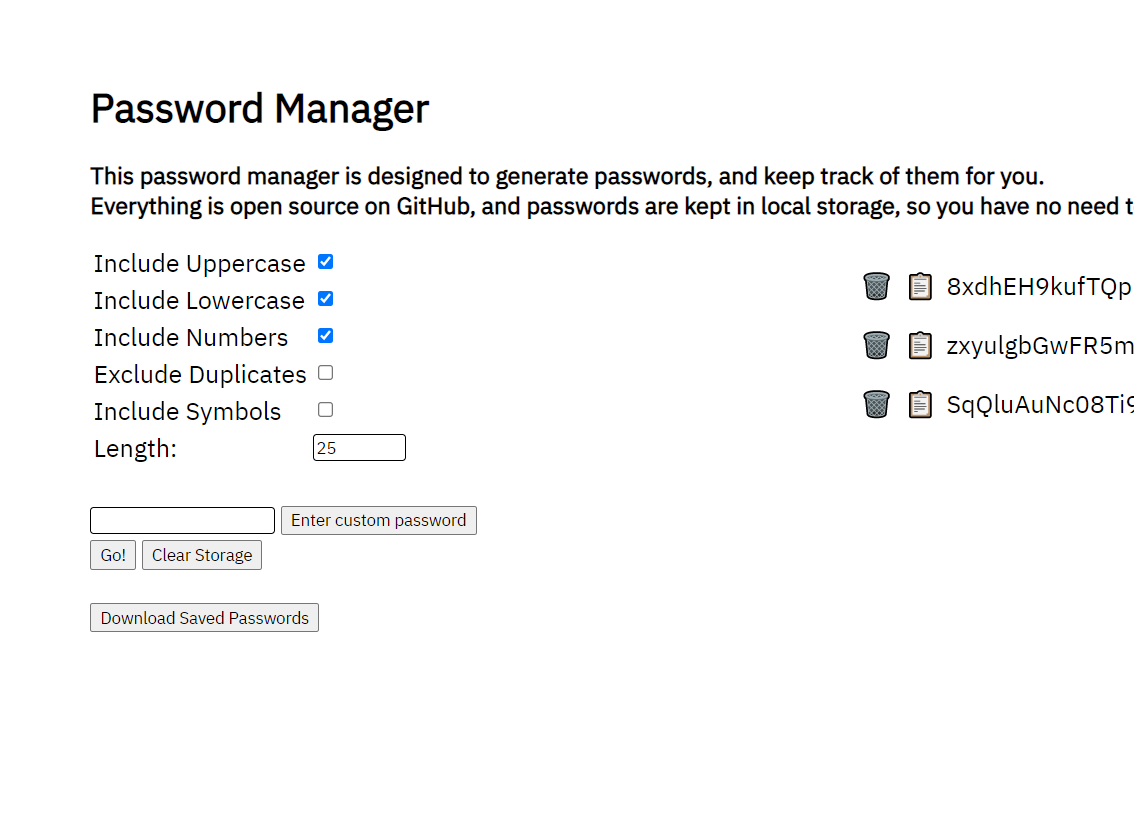 Password Manager
This password manager is designed to generate passwords, and keep track of them for you.
Everything is open source on GitHub, and passwords are kept in local storage, so you have no need t
Include Uppercase
Include Lowercase
Include Numbers
Exclude Duplicates
Include Symbols
Length: 25
Enter custom password
Go! Clear Storage
Download Saved Passwords
8xdhEH9kufTQp
zxyulgbGwFR5m
SqQluAuNc08Ti9